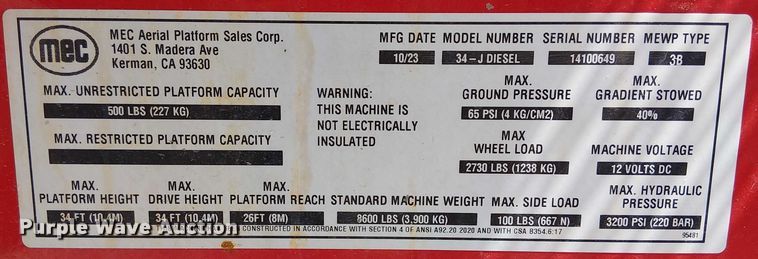 mec
MEC Aerial Platform Sales Corp.
1401 S. Madera Ave
Kerman, CA 93630
MFG DATE MODEL NUMBER SERIAL NUMBER MEWP TYPE
10/23 34-J DIESEL 14100649 3B
MAX. UNRESTRICTED PLATFORM CAPACITY
500 LBS (227 KG)
MAX. RESTRICTED PLATFORM CAPACITY
WARNING:
THIS MACHINE IS
NOT ELECTRICALLY
INSULATED
MAX.
GROUND PRESSURE
65 PSI (4 KG/CM2)
MAX.
GRADIENT STOWED
40%
MAX
WHEEL LOAD
2730 LBS (1238 KG)
MACHINE VOLTAGE
12 VOLTS DC
MAX.
PLATFORM HEIGHT
34 FT (10.4M)
MAX.
DRIVE HEIGHT
34 FT (10.4M)
MAX.
PLATFORM REACH
26FT (8M)
STANDARD MACHINE WEIGHT
8600 LBS (3,900 KG)
MAX. SIDE LOAD
100 LBS (667 N)
MAX. HYDRAULIC
PRESSURE
3200 PSI (220 BAR)
CONSTRUCTED IN ACCORDANCE WITH SECTION 4 OF ANSI A92.20 2020 AND WITH CSA B354.6:17
95481
Purple Wave Auction